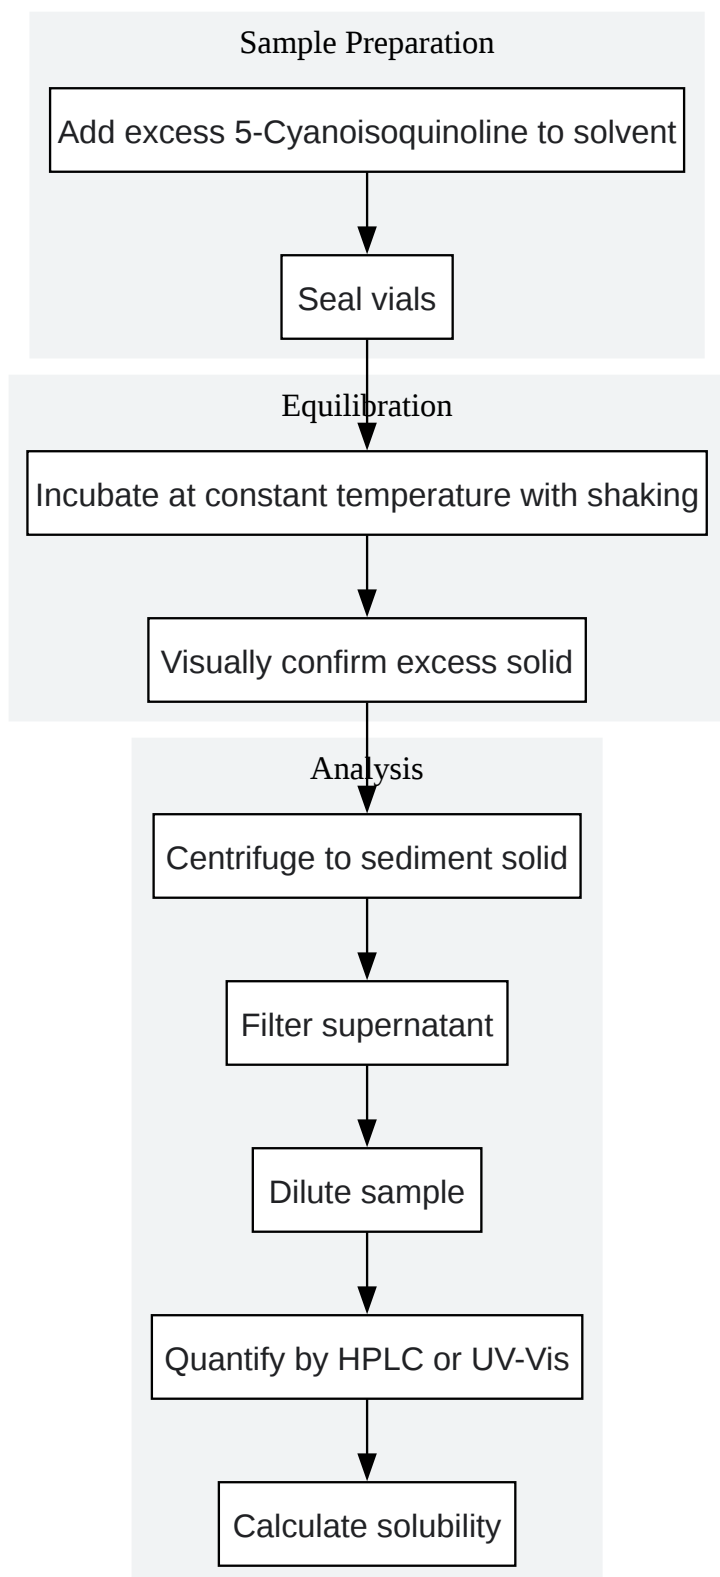 Sample Preparation
Add excess 5-Cyanoisoquinoline to solvent
Seal vials
Equilibration
Incubate at constant temperature with shaking
Visually confirm excess solid
Analysis
Centrifuge to sediment solid
Filter supernatant
Dilute sample
Quantify by HPLC or UV-Vis
Calculate solubility